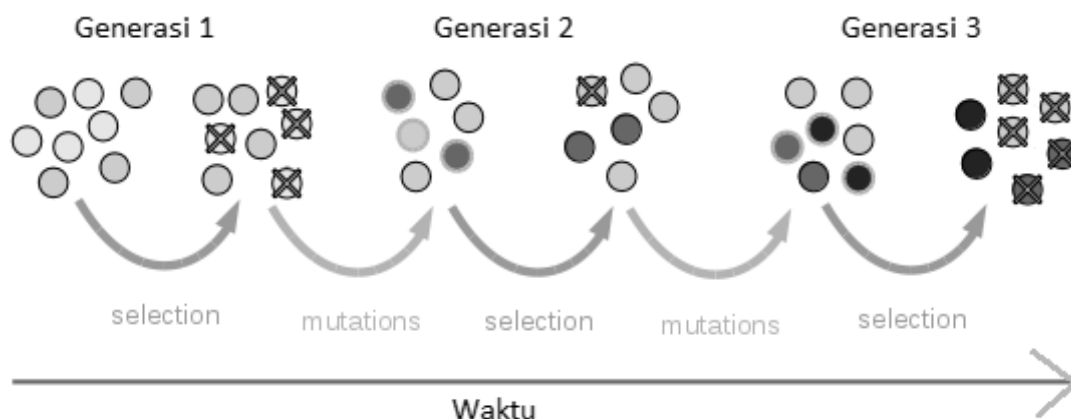 Generasi 1
Generasi 2
Generasi 3
selection
mutations
selection
mutations
selection
Waktu